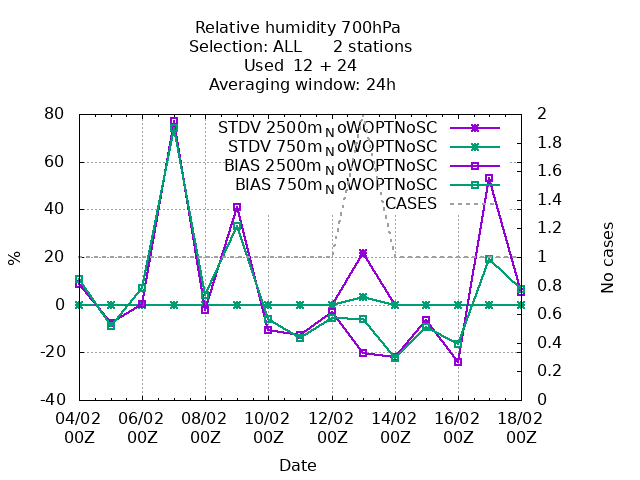 Relative humidity 700hPa
Selection: ALL      2 stations
Used  12 + 24
Averaging window: 24h
80
60
40
20
0
-20
-40
%
2
1.8
1.6
1.4
1.2
1
0.8
0.6
0.4
0.2
0
No cases
STDV 2500m_NoWOPTNoSC
STDV 750m_NoWOPTNoSC
BIAS 2500m_NoWOPTNoSC
BIAS 750m_NoWOPTNoSC
CASES
04/02 06/02 08/02 10/02 12/02 14/02 16/02 18/02
00Z 00Z 00Z 00Z 00Z 00Z 00Z 00Z
Date